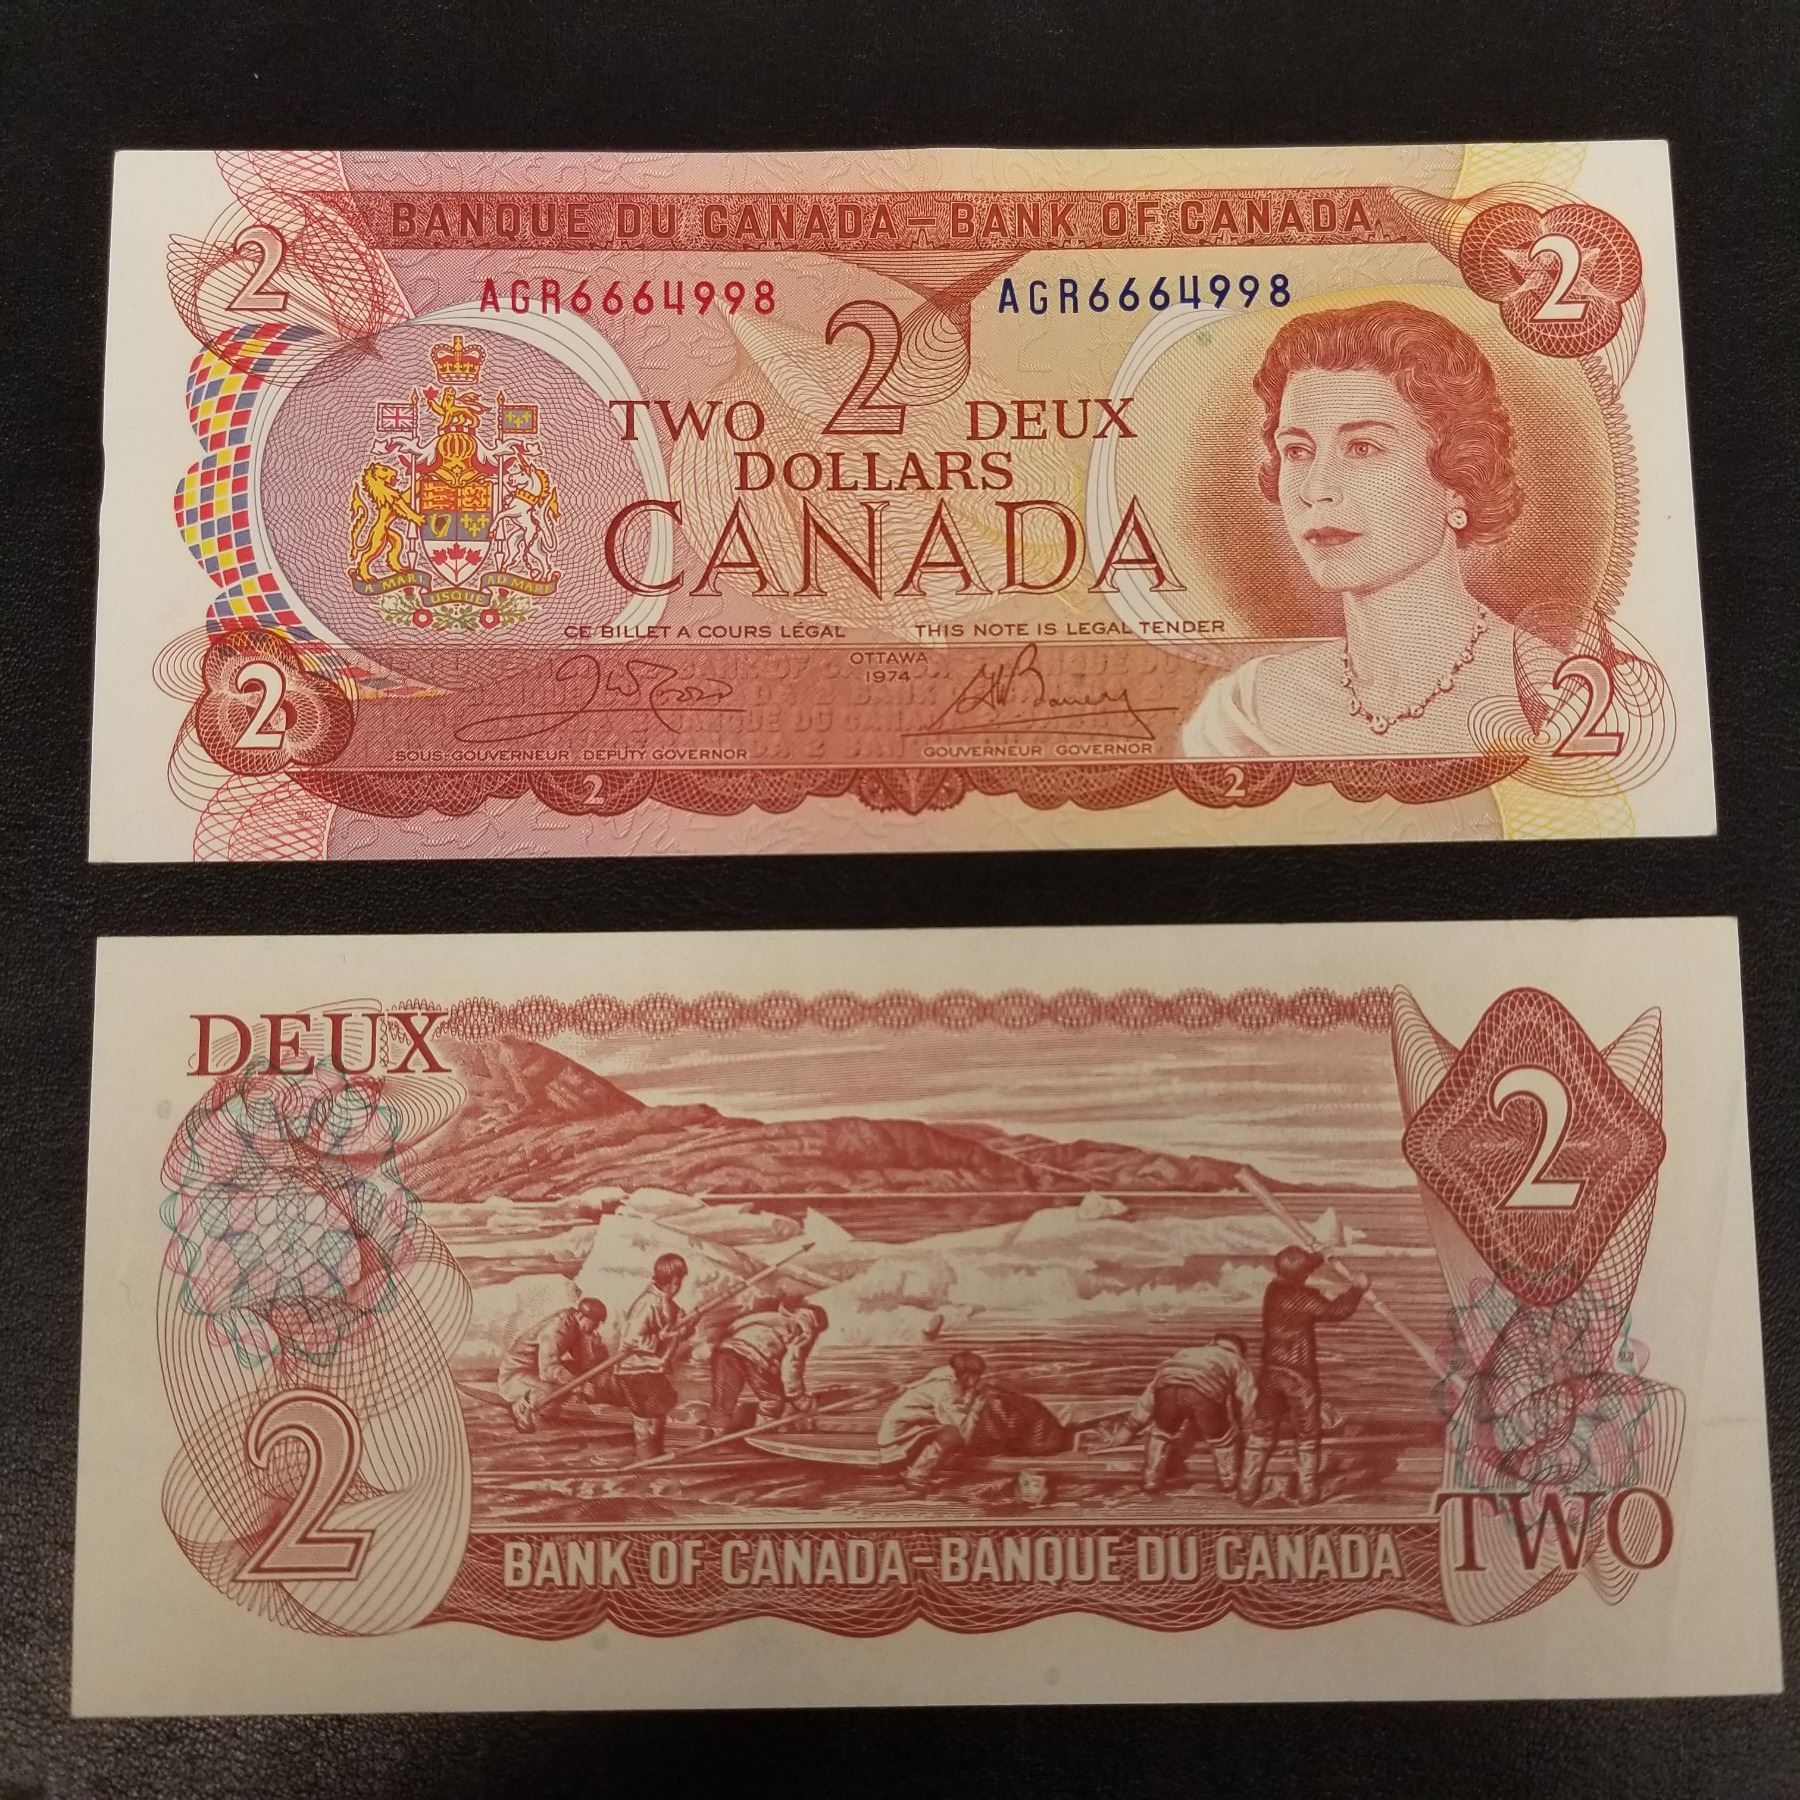 BANQUE DU CANADA – BANK OF CANADA
2 2
AGR6664998 AGR6664998
2
TWO DEUX
DOLLARS
CANADA
A MARI USQUE AD MARE
CE BILLET A COURS LÉGAL THIS NOTE IS LEGAL TENDER
OTTAWA
1974
2 2
SOUS-GOUVERNEUR DEPUTY GOVERNOR GOUVERNEUR GOVERNOR
2 2
DEUX
2
2
TWO
BANK OF CANADA–BANQUE DU CANADA